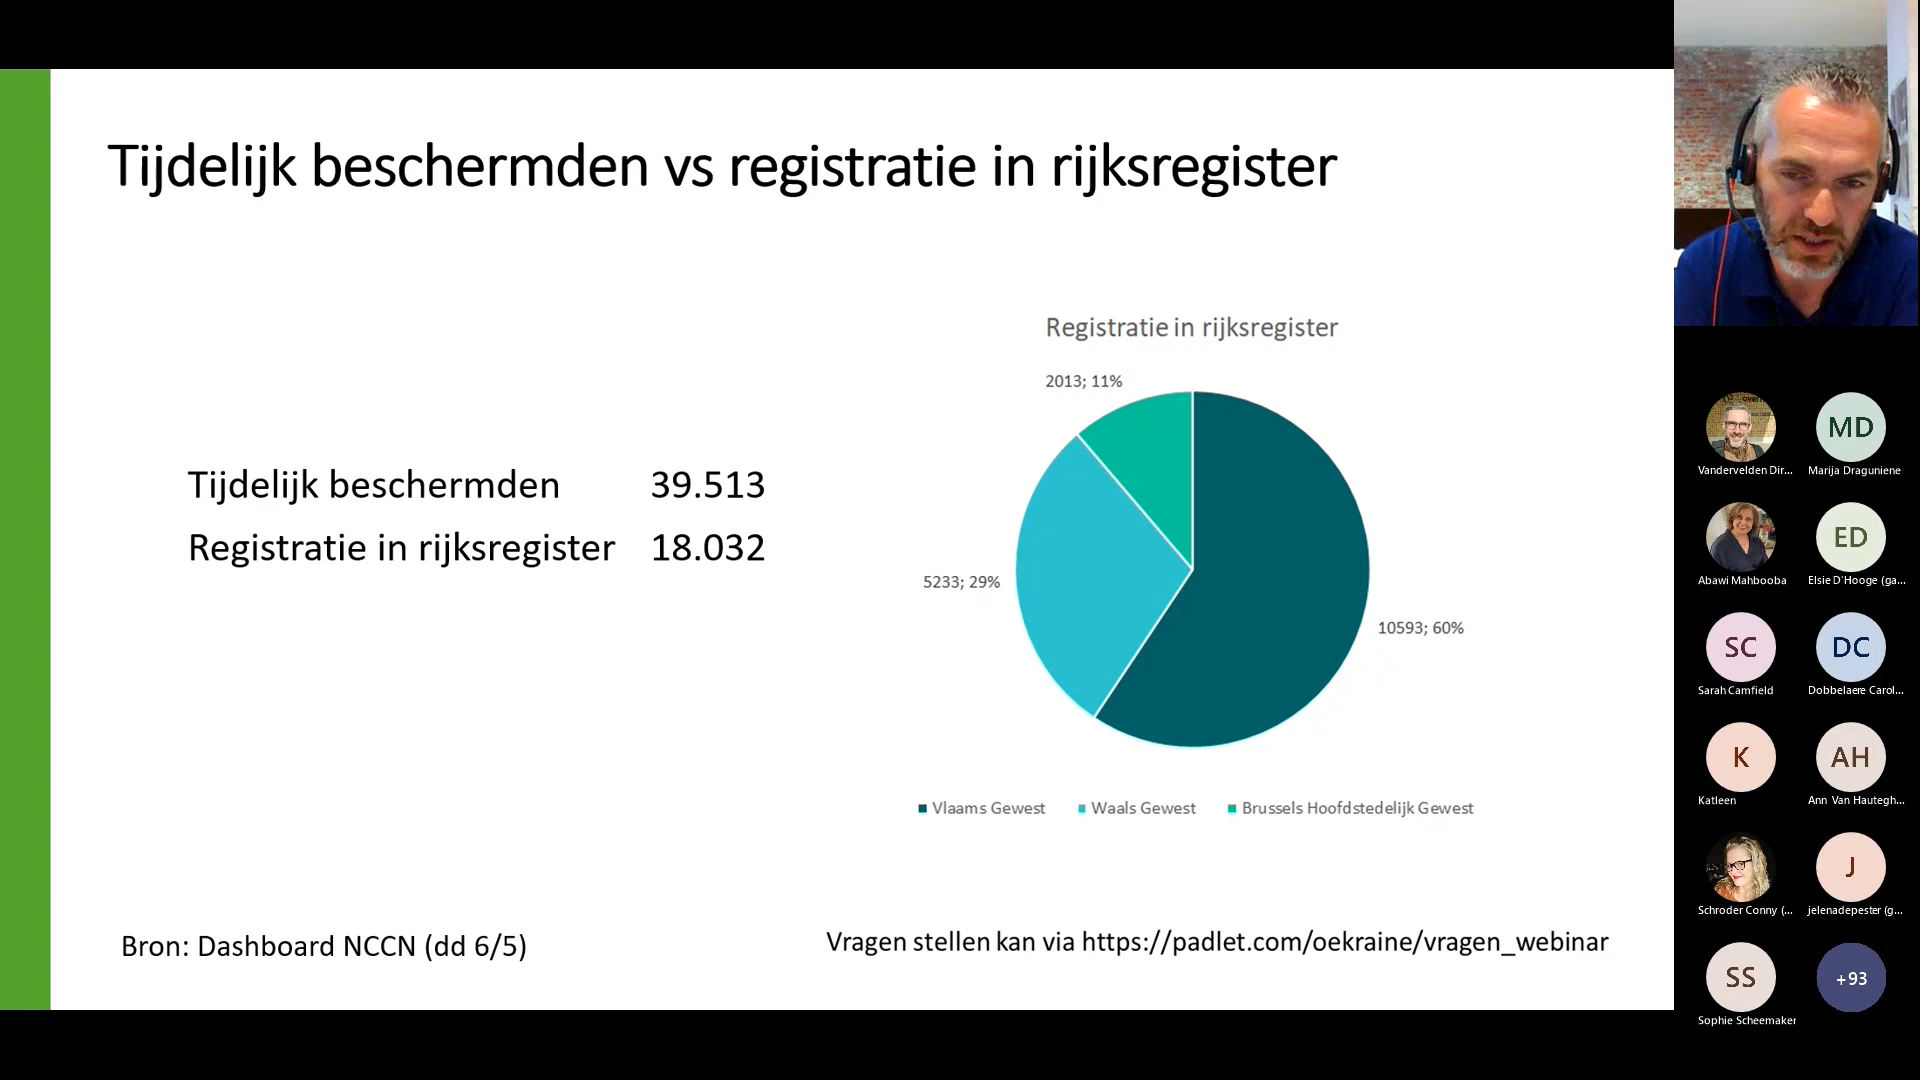 Tijdelijk beschermden vs registratie in rijksregister
Registratie in rijksregister
2013; 11%
Tijdelijk beschermden 39.513
Registratie in rijksregister 18.032
5233; 29%
10593; 60%
Vlaams Gewest Waals Gewest Brussels Hoofdstedelijk Gewest
Bron: Dashboard NCCN (dd 6/5)
Vragen stellen kan via https://padlet.com/oekraine/vragen_webinar
MD
Vandervelden Dir... Marija Draguniene
ED
Abawi Mahbooba Elsie D'Hooge (ga...
SC DC
Sarah Camfield Dobbelaere Carol...
K AH
Katleen Ann Van Hautegh...
J
Schroder Conny (... jelenadepester (g...
SS +93
Sophie Scheemaker